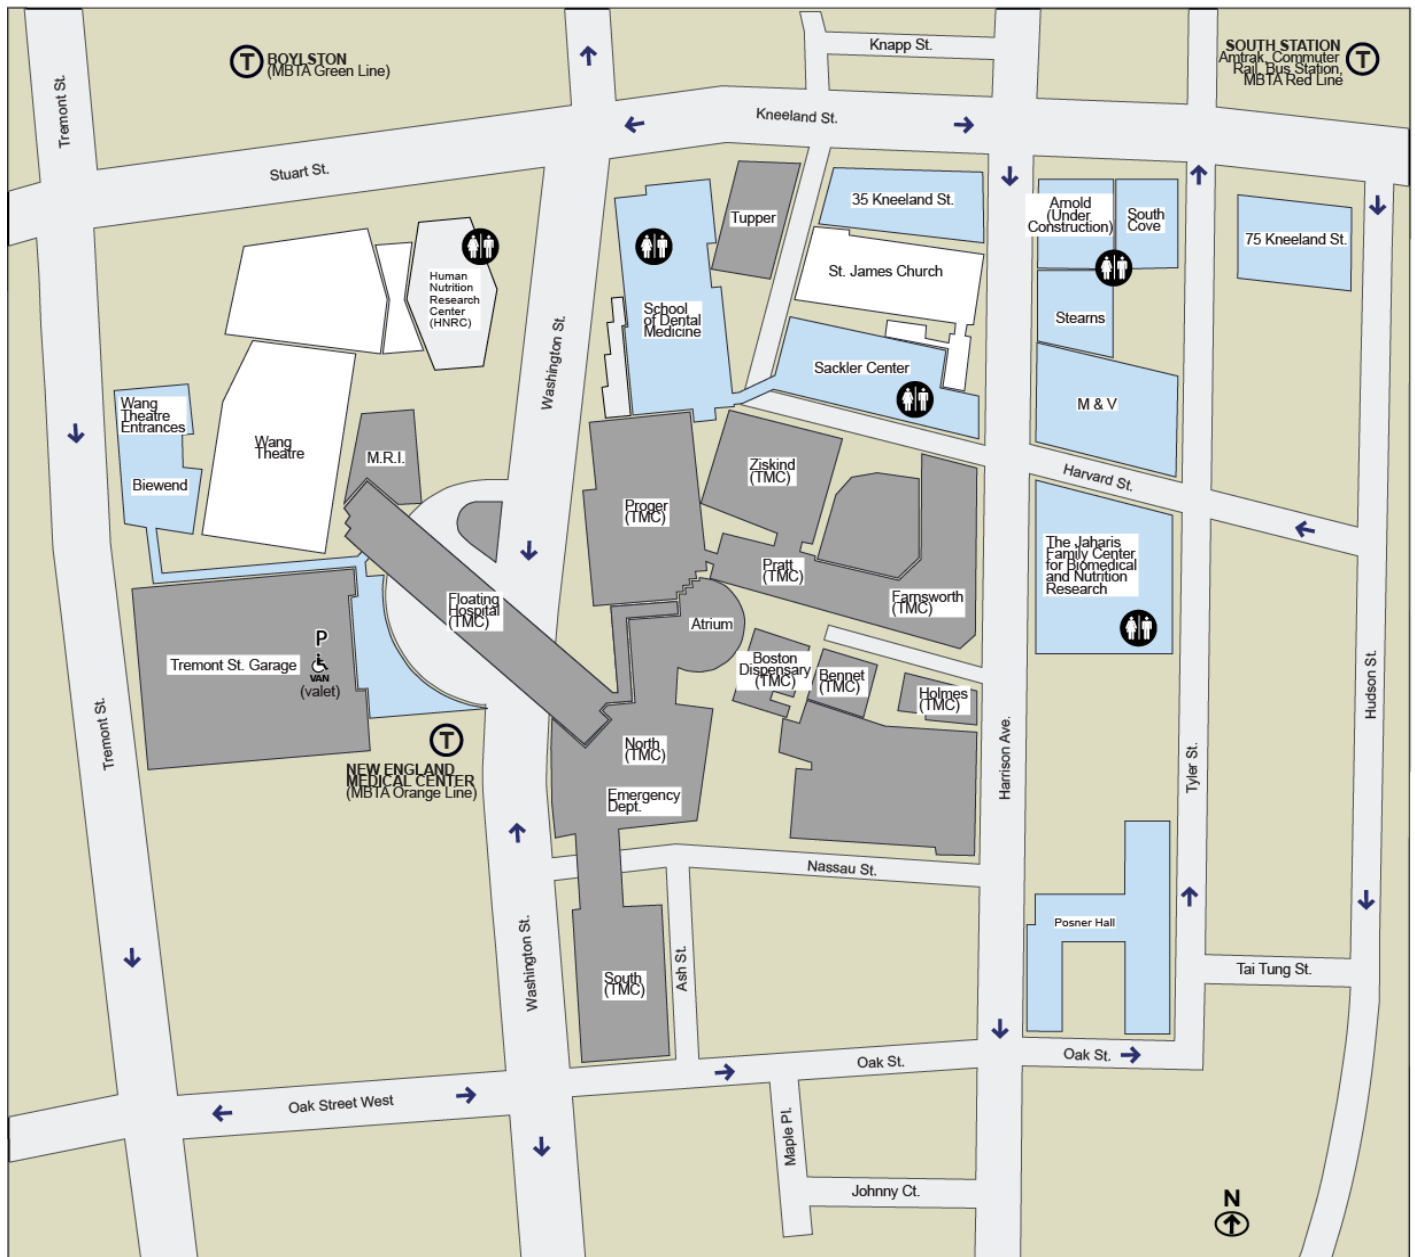 Knapp St.
Tremont St.
T
BOYLSTON
(MBTA Green Line)
SOUTH STATION
Amtrak, Commuter
Rail, Bus Station,
MBTA Red Line
T
Kneeland St.
Stuart St.
35 Kneeland St.
Arnold
(Under
Construction)
South
Cove
Tupper
75 Kneeland St.
St. James Church
Human
Nutrition
Research
Center
(HNRC)
School
of Dental
Medicine
Stearns
Washington St.
Sackler Center
Wang
Theatre
Entrances
M & V
Wang
Theatre
M.R.I.
Ziskind
(TMC)
Harvard St.
Biewend
Proger
(TMC)
The Jaharis
Family Center
for Biomedical
and Nutrition
Research
Pratt
(TMC)
Floating
Hospital
(TMC)
Farnsworth
(TMC)
Atrium
P
VAN
(valet)
Tremont St. Garage
Boston
Dispensary
(TMC)
Bennet
(TMC)
Holmes
(TMC)
Hudson St.
Tremont St.
T
NEW ENGLAND
MEDICAL CENTER
(MBTA Orange Line)
North
(TMC)
Emergency
Dept.
Harrison Ave.
Tyler St.
Nassau St.
Posner Hall
Washington St.
South
(TMC)
Ash St.
Tai Tung St.
Oak St.
Oak St.
Oak Street West
Maple Pl.
Johnny Ct.
N